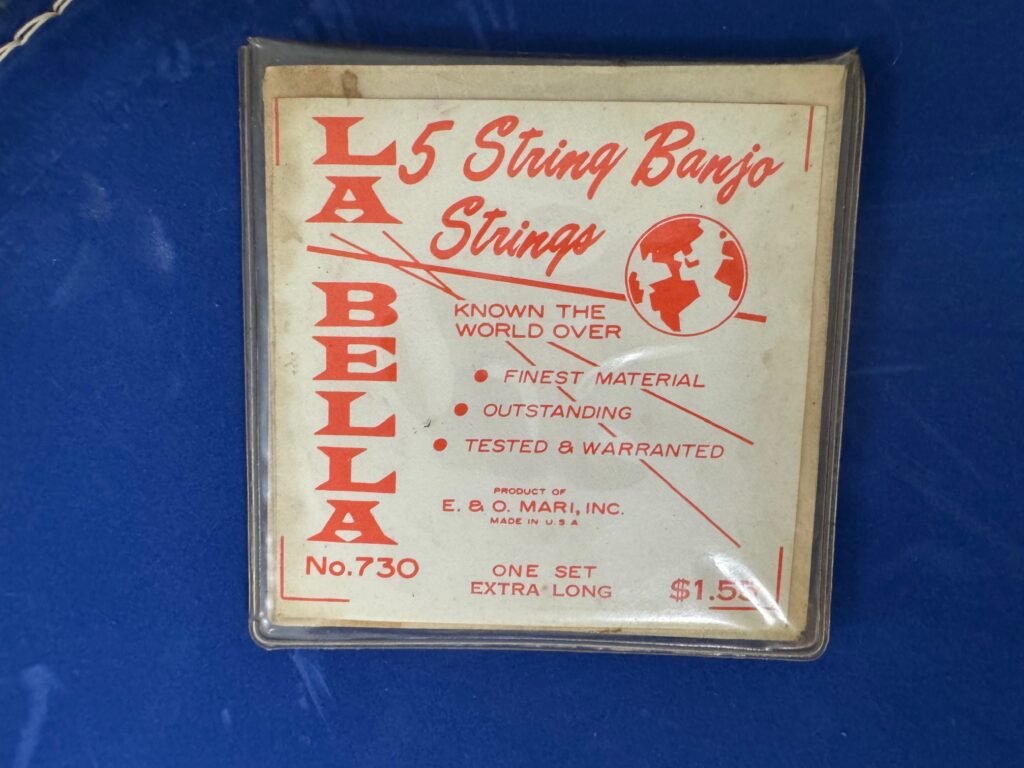 LA BELLA
5 String Banjo
Strings
KNOWN THE
WORLD OVER
• FINEST MATERIAL
• OUTSTANDING
• TESTED & WARRANTED
PRODUCT OF
E. & O. MARI, INC.
MADE IN U.S.A
No. 730
ONE SET
EXTRA LONG